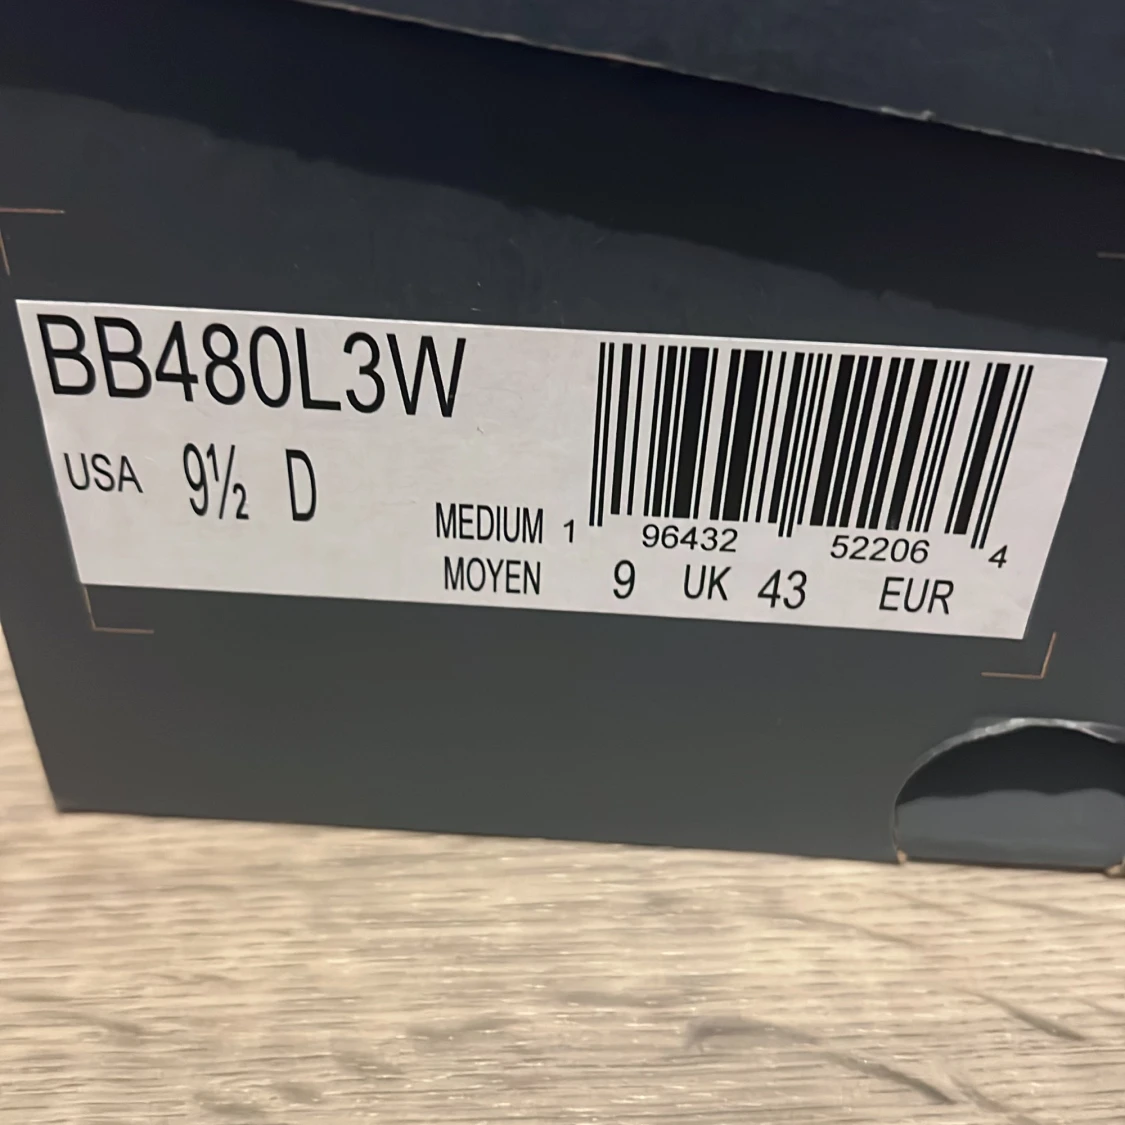 BB480L3W
USA 9½ D
MEDIUM
MOYEN
1 96432 52206 4
9 UK 43 EUR